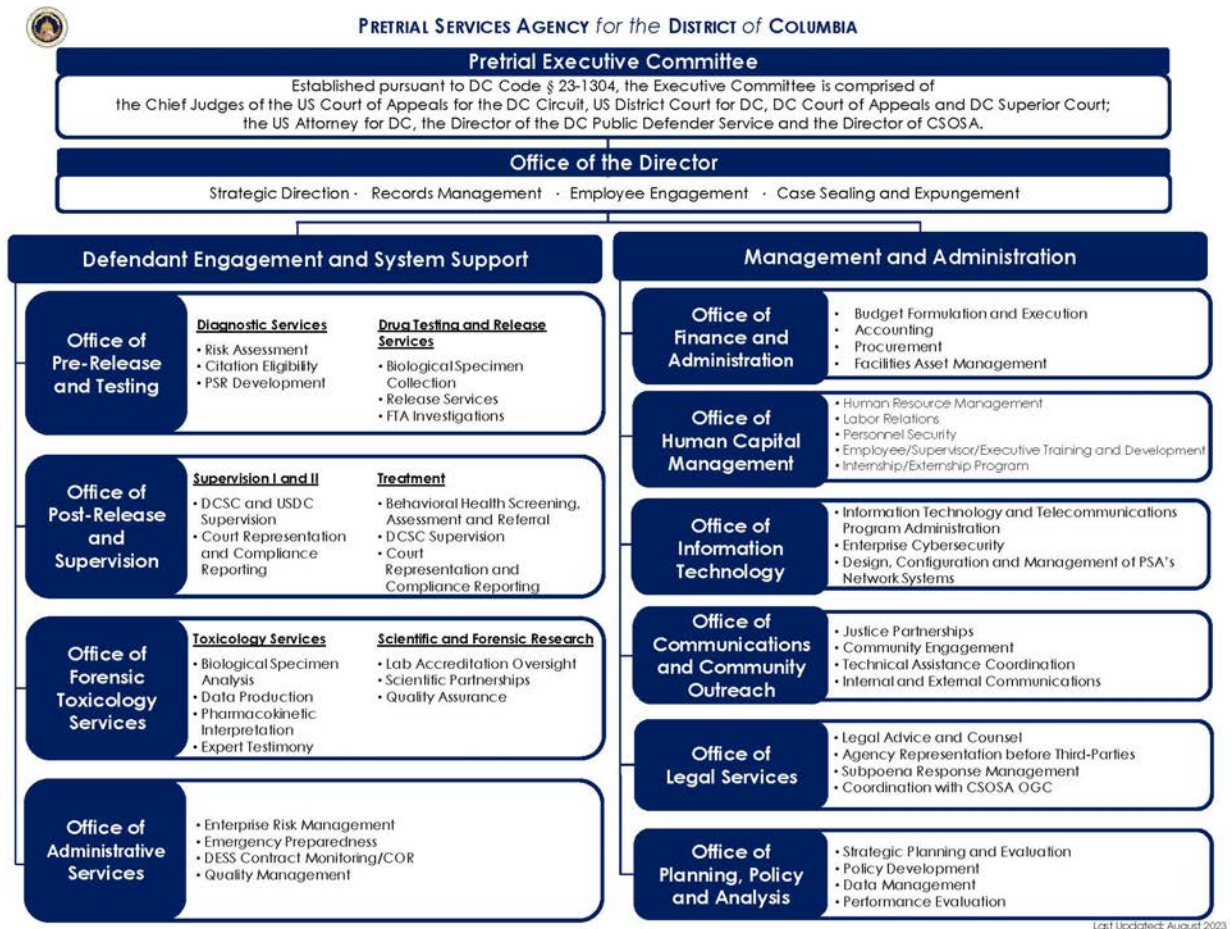 PRETRIAL SERVICES AGENCY for the DISTRICT of COLUMBIA
Pretrial Executive Committee
Established pursuant to DC Code § 23-1304, the Executive Committee is comprised of
the Chief Judges of the US Court of Appeals for the DC Circuit, US District Court for DC, DC Court of Appeals and DC Superior Court;
the US Attorney for DC, the Director of the DC Public Defender Service and the Director of CSOSA.
Office of the Director
Strategic Direction · Records Management · Employee Engagement · Case Sealing and Expungement
Defendant Engagement and System Support
Office of
Pre-Release
and Testing
Diagnostic Services
• Risk Assessment
• Citation Eligibility
• PSR Development
Drug Testing and Release
Services
• Biological Specimen
Collection
• Release Services
• FTA Investigations
Office of
Post-Release
and
Supervision
Supervision I and II
• DCSC and USDC
Supervision
• Court Representation
and Compliance
Reporting
Treatment
• Behavioral Health Screening,
Assessment and Referral
• DCSC Supervision
• Court
Representation and
Compliance Reporting
Office of
Forensic
Toxicology
Services
Toxicology Services
• Biological Specimen
Analysis
• Data Production
• Pharmacokinetic
Interpretation
• Expert Testimony
Scientific and Forensic Research
• Lab Accreditation Oversight
• Scientific Partnerships
• Quality Assurance
Office of
Administrative
Services
• Enterprise Risk Management
• Emergency Preparedness
• DESS Contract Monitoring/COR
• Quality Management
Management and Administration
Office of
Finance and
Administration
• Budget Formulation and Execution
• Accounting
• Procurement
• Facilities Asset Management
Office of
Human Capital
Management
• Human Resource Management
• Labor Relations
• Personnel Security
• Employee/Supervisor/Executive Training and Development
• Internship/Externship Program
Office of
Information
Technology
• Information Technology and Telecommunications
Program Administration
• Enterprise Cybersecurity
• Design, Configuration and Management of PSA's
Network Systems
Office of
Communications
and Community
Outreach
• Justice Partnerships
• Community Engagement
• Technical Assistance Coordination
• Internal and External Communications
Office of
Legal Services
• Legal Advice and Counsel
• Agency Representation before Third-Parties
• Subpoena Response Management
• Coordination with CSOSA OGC
Office of
Planning, Policy
and Analysis
• Strategic Planning and Evaluation
• Policy Development
• Data Management
• Performance Evaluation
Last Updated: August 2023